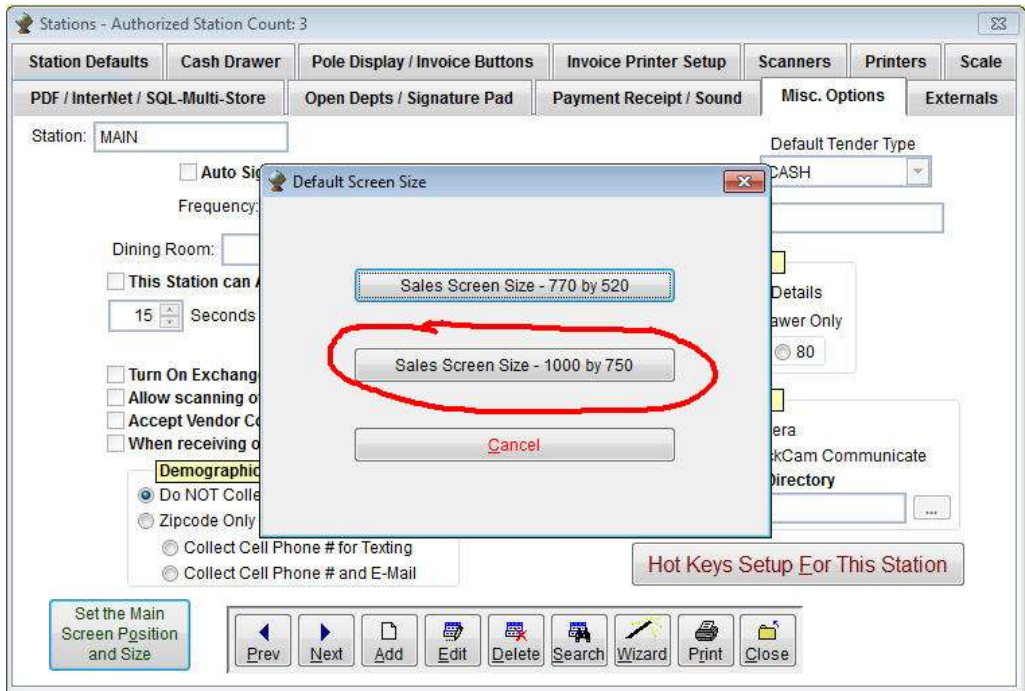 Stations - Authorized Station Count: 3
Station Defaults Cash Drawer Pole Display / Invoice Buttons Invoice Printer Setup Scanners Printers Scale
PDF / InterNet / SQL-Multi-Store Open Depts / Signature Pad Payment Receipt / Sound Misc. Options Externals
Station: MAIN
Default Tender Type
Auto Sig
CASH
Frequency:
Dining Room:
This Station can
15 Seconds
Turn On Exchang
Allow scanning o
Accept Vendor Co
When receiving o
Demographic
Do NOT Colle
Zipcode Only
Collect Cell Phone # for Texting
Collect Cell Phone # and E-Mail
Default Screen Size
Sales Screen Size - 770 by 520
Sales Screen Size - 1000 by 750
Cancel
Details
awer Only
80
era
kCam Communicate
Directory
...
Hot Keys Setup For This Station
Set the Main
Screen Position
and Size
Prev Next Add Edit Delete Search Wizard Print Close